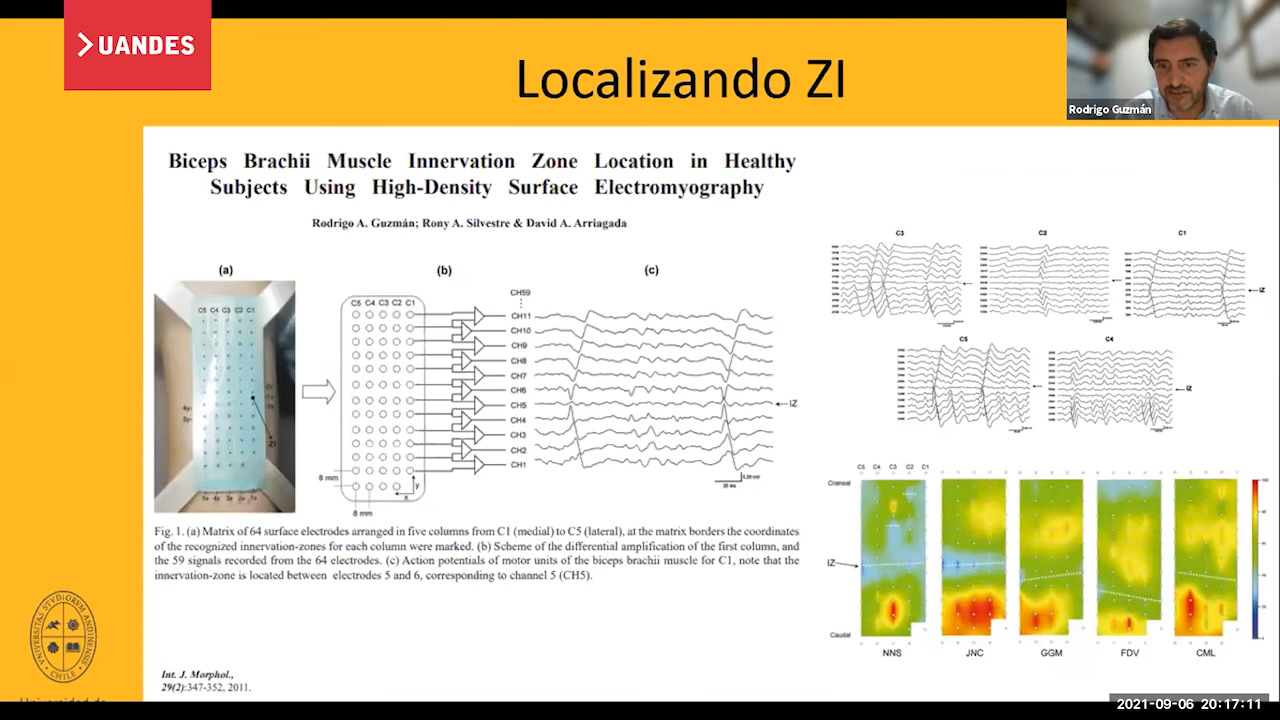 UANDES
Localizando ZI
Rodrigo Guzmán
Biceps Brachii Muscle Innervation Zone Location in Healthy
Subjects Using High-Density Surface Electromyography
Rodrigo A. Guzmán; Rony A. Silvestre & David A. Arriagada
(a)
(b)
(c)
C5 C4 C3 C2 C1
C5 C4 C3 C2 C1
CH59
CH11
CH10
CH9
CH8
CH7
CH6
CH5
CH4
CH3
CH2
CH1
IZ
ZI
8 mm
8 mm
y
x
C3
C2
C1
IZ
C5
C4
IZ
C5 C4 C3 C2 C1
Craneal
IZ
Caudal
NNS
JNC
GGM
FDV
CML
Fig. 1. (a) Matrix of 64 surface electrodes arranged in five columns from C1 (medial) to C5 (lateral), at the matrix borders the coordinates
of the recognized innervation-zones for each column were marked. (b) Scheme of the differential amplification of the first column, and
the 59 signals recorded from the 64 electrodes. (c) Action potentials of motor units of the biceps brachii muscle for C1, note that the
innervation-zone is located between electrodes 5 and 6, corresponding to channel 5 (CH5).
Int. J. Morphol.,
29(2):347-352, 2011.
2021-09-06 20:17:11